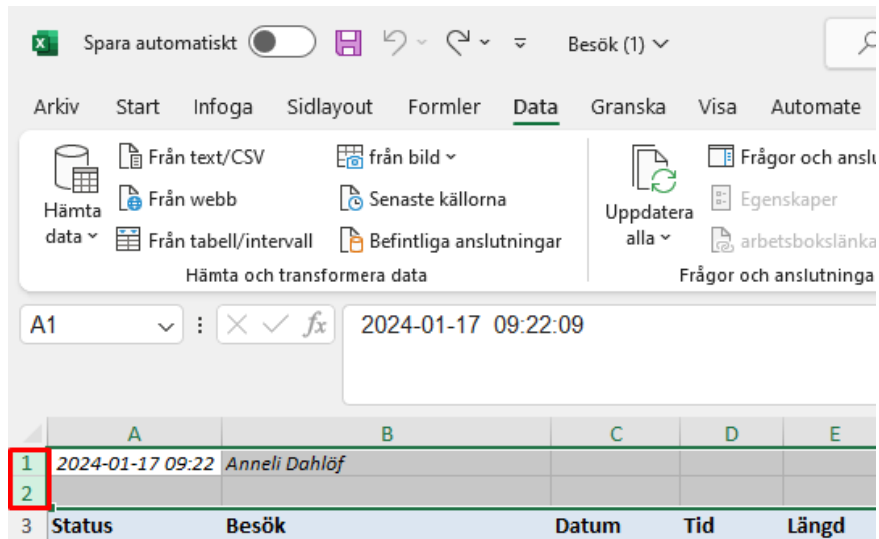 Spara automatiskt Besök (1)
Arkiv Start Infoga Sidlayout Formler Data Granska Visa Automate
Från text/CSV från bild Frågor och anslu
Hämta data Från webb Senaste källorna Uppdatera alla Egenskaper
Från tabell/intervall Befintliga anslutningar arbetsbokslänka
Hämta och transformera data Frågor och anslutninga
A1 fx 2024-01-17 09:22:09
A B C D E
1 2024-01-17 09:22 Anneli Dahlöf
2
3 Status Besök Datum Tid Längd